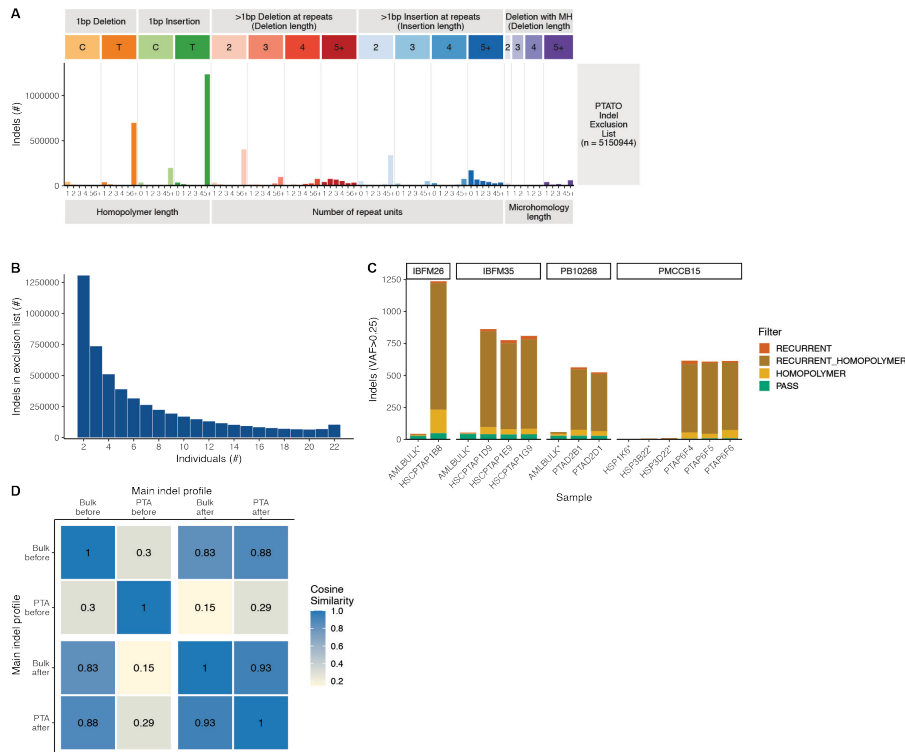 A
1bp Deletion 1bp Insertion >1bp Deletion at repeats >1bp Insertion at repeats Deletion with MH
(Deletion length) (Insertion length) (Deletion length)
C T C T 2 3 4 5+ 2 3 4 5+ 2 3 4 5+
Indels (#)
1000000
500000
0
PTATO
Indel
Exclusion
List
(n = 5150944)
Homopolymer length Number of repeat units Microhomology
length
B
Indels in exclusion list (#)
1250000
1000000
750000
500000
250000
0
2 4 6 8 10 12 14 16 18 20 22
Individuals (#)
C
IBFM26 IBFM35 PB10268 PMCCB15
Indels (VAF>0.25)
1250
1000
750
500
250
0
AMLBULK* HSCPTAP1B8 AMLBULK* HSCPTAP1D9 HSCPTAP1E9 HSCPTAP1G9 AMLBULK* PTAD2B1 PTAD2D1 HSP1K6* HSP3B22* HSP3D22* PTAP6F4 PTAP6F5 PTAP6F6
Sample
Filter
RECURRENT
RECURRENT_HOMOPOLYMER
HOMOPOLYMER
PASS
D
Main indel profile
Bulk PTA Bulk PTA
before before after after
Main indel profile
Bulk
before
1 0.3 0.83 0.88
PTA
before
0.3 1 0.15 0.29
Bulk
after
0.83 0.15 1 0.93
PTA
after
0.88 0.29 0.93 1
Cosine
Similarity
1.0
0.8
0.6
0.4
0.2